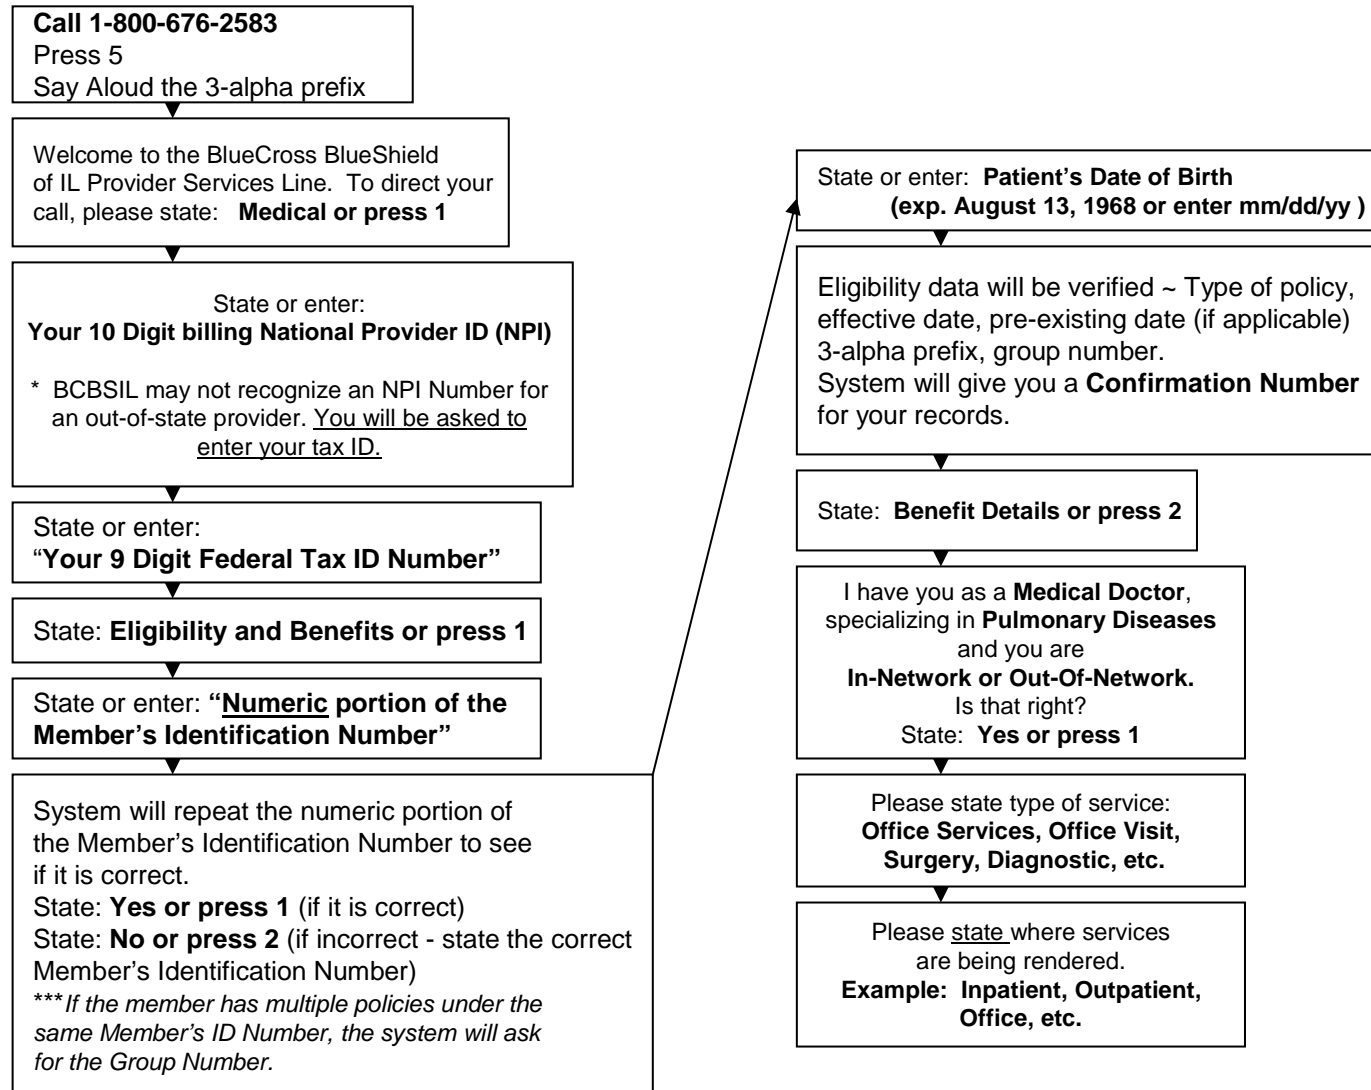 Call 1-800-676-2583
Press 5
Say Aloud the 3-alpha prefix
Welcome to the BlueCross BlueShield
of IL Provider Services Line.  To direct your
call, please state:   Medical or press 1
State or enter:
Your 10 Digit billing National Provider ID (NPI)
*  BCBSIL may not recognize an NPI Number for
an out-of-state provider. You will be asked to
enter your tax ID.
State or enter:
“Your 9 Digit Federal Tax ID Number”
State: Eligibility and Benefits or press 1
State or enter: “Numeric portion of the
Member’s Identification Number”
System will repeat the numeric portion of
the Member’s Identification Number to see
if it is correct.
State: Yes or press 1 (if it is correct)
State: No or press 2 (if incorrect - state the correct
Member’s Identification Number)
***If the member has multiple policies under the
same Member’s ID Number, the system will ask
for the Group Number.
State or enter:  Patient’s Date of Birth
(exp. August 13, 1968 or enter mm/dd/yy )
Eligibility data will be verified ~ Type of policy,
effective date, pre-existing date (if applicable)
3-alpha prefix, group number.
System will give you a Confirmation Number
for your records.
State:  Benefit Details or press 2
I have you as a Medical Doctor,
specializing in Pulmonary Diseases
and you are
In-Network or Out-Of-Network.
Is that right?
State:  Yes or press 1
Please state type of service:
Office Services, Office Visit,
Surgery, Diagnostic, etc.
Please state where services
are being rendered.
Example:  Inpatient, Outpatient,
Office, etc.